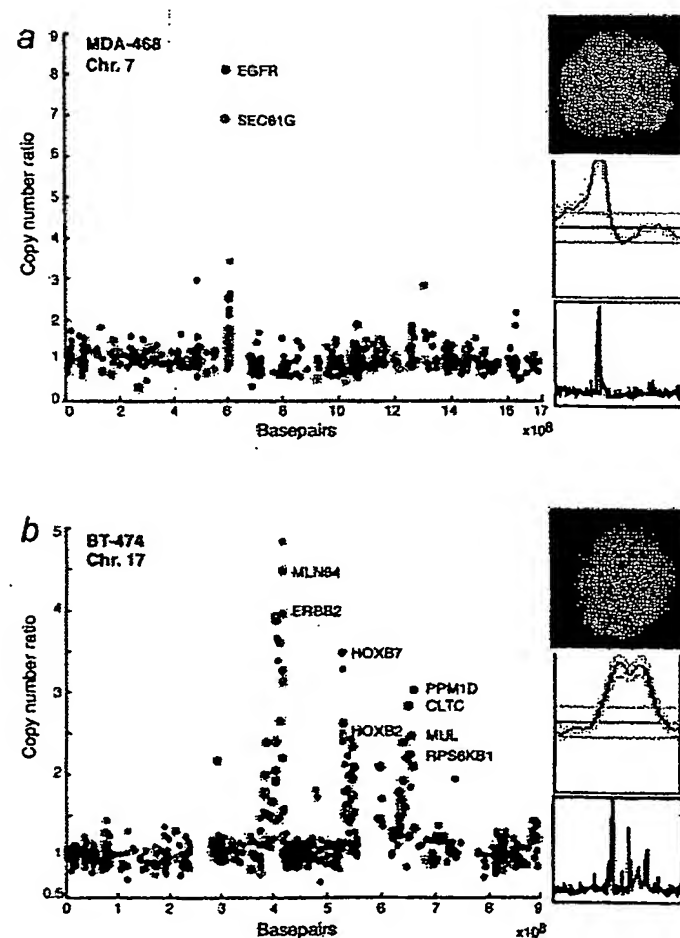 a
MDA-468
Chr. 7
EGFR
SEC61G
Copy number ratio
9
8
7
6
5
4
3
2
1
0
0 2 4 6 8 10 12 14 16 17
Basepairs
x10⁸
b
BT-474
Chr. 17
MLN64
ERBB2
HOXB7
PPM1D
CLTC
HOXB2
MUL
RPS6KB1
Copy number ratio
5
4
3
2
1
0.5
0 1 2 3 4 5 6 7 8 9
Basepairs
x10⁸